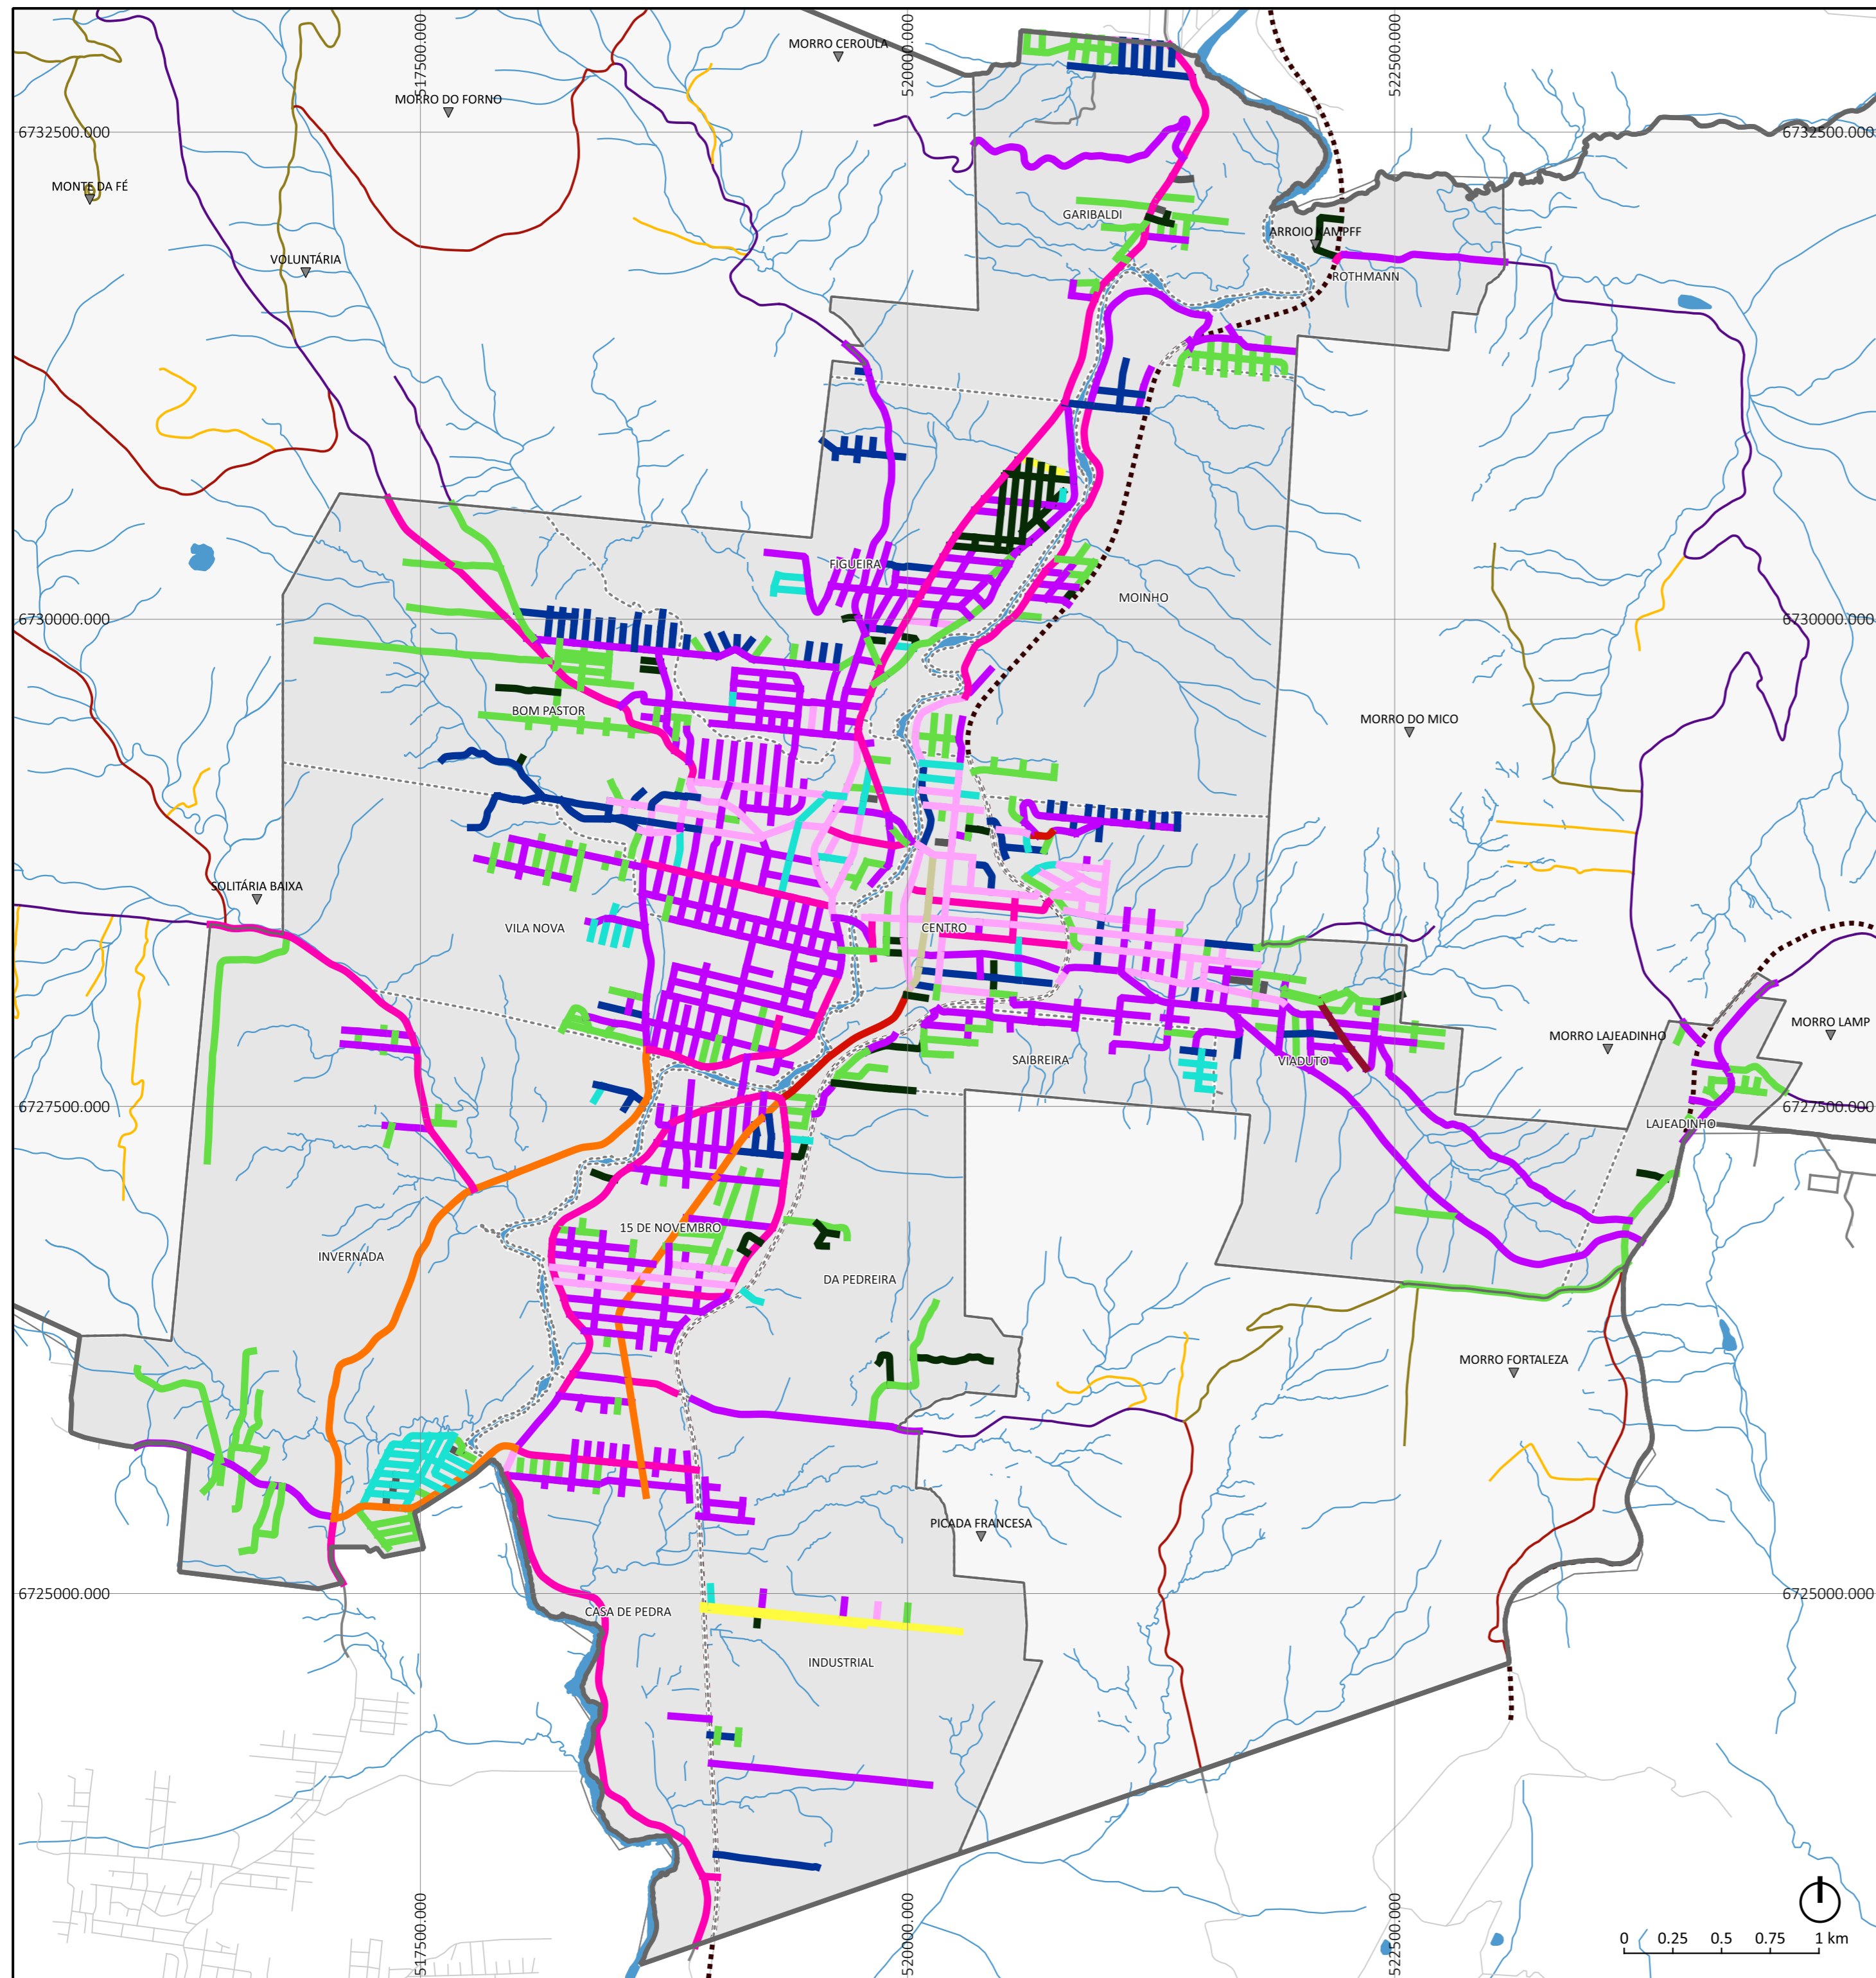 517500.000
520000.000
522500.000
MORRO CEROULA
MORRO DO FORNO
6732500.000
6732500.000
MONTE DA FÉ
GARIBALDI
ARROIO KAMPFF
VOLUNTÁRIA
ROTHMANN
FIGUEIRA
MOINHO
6730000.000
6730000.000
BOM PASTOR
MORRO DO MICO
SOLITÁRIA BAIXA
VILA NOVA
CENTRO
MORRO LAMP
MORRO LAJEADINHO
SAIBREIRA
VIADUTO
6727500.000
6727500.000
LAJEADINHO
15 DE NOVEMBRO
INVERNADA
DA PEDREIRA
MORRO FORTALEZA
PICADA FRANCESA
6725000.000
6725000.000
CASA DE PEDRA
INDUSTRIAL
517500.000
520000.000
522500.000
0 0.25 0.5 0.75 1 km